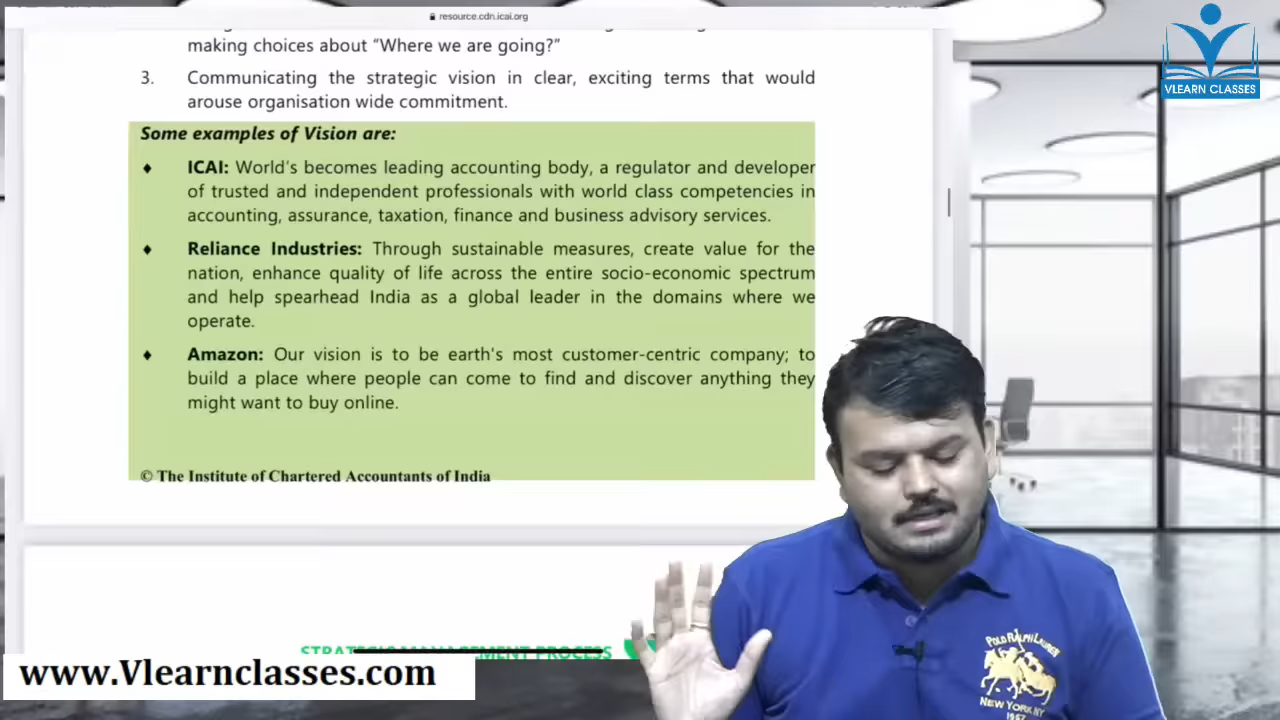 resource.cdn.icai.org
making choices about “Where we are going?”
3. Communicating the strategic vision in clear, exciting terms that would
arouse organisation wide commitment.
Some examples of Vision are:
♦ ICAI: World's becomes leading accounting body, a regulator and developer
of trusted and independent professionals with world class competencies in
accounting, assurance, taxation, finance and business advisory services.
♦ Reliance Industries: Through sustainable measures, create value for the
nation, enhance quality of life across the entire socio-economic spectrum
and help spearhead India as a global leader in the domains where we
operate.
♦ Amazon: Our vision is to be earth's most customer-centric company; to
build a place where people can come to find and discover anything they
might want to buy online.
© The Institute of Chartered Accountants of India
STRATEGIC MANAGEMENT PROCESS
www.Vlearnclasses.com
VLEARN CLASSES
POLO RALPH LAUREN
NEW YORK NY
1967